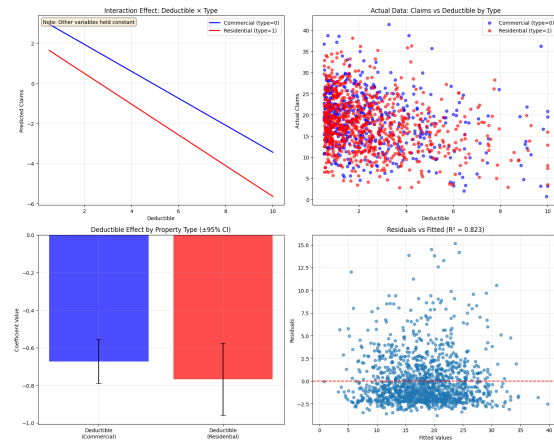 Interaction Effect: Deductible × Type
Note: Other variables held constant
Commercial (type=0)
Residential (type=1)
Predicted Claims
2
0
−2
−4
−6
2
4
6
8
10
Deductible
Actual Data: Claims vs Deductible by Type
Commercial (type=0)
Residential (type=1)
Actual Claims
40
35
30
25
20
15
10
5
0
2
4
6
8
10
Deductible
Deductible Effect by Property Type (±95% CI)
Coefficient Value
0.0
−0.2
−0.4
−0.6
−0.8
−1.0
Deductible
(Commercial)
Deductible
(Residential)
Residuals vs Fitted (R² = 0.823)
Residuals
15.0
12.5
10.0
7.5
5.0
2.5
0.0
−2.5
0
5
10
15
20
25
30
35
40
Fitted Values